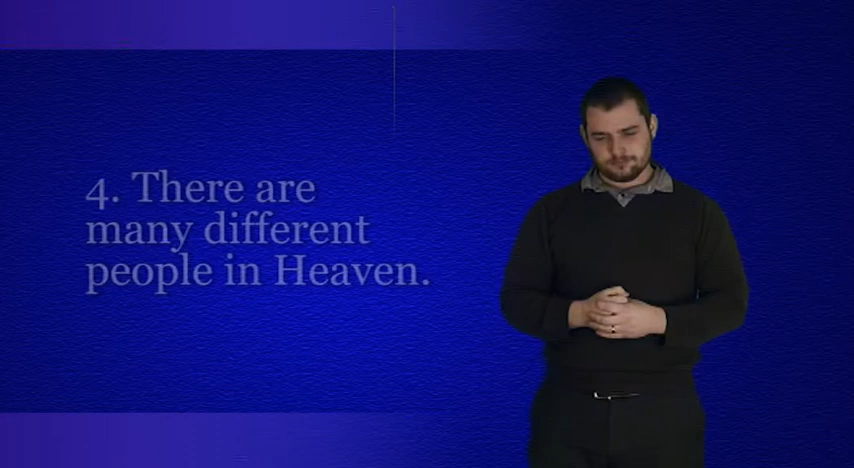 4. There are
many different
people in Heaven.